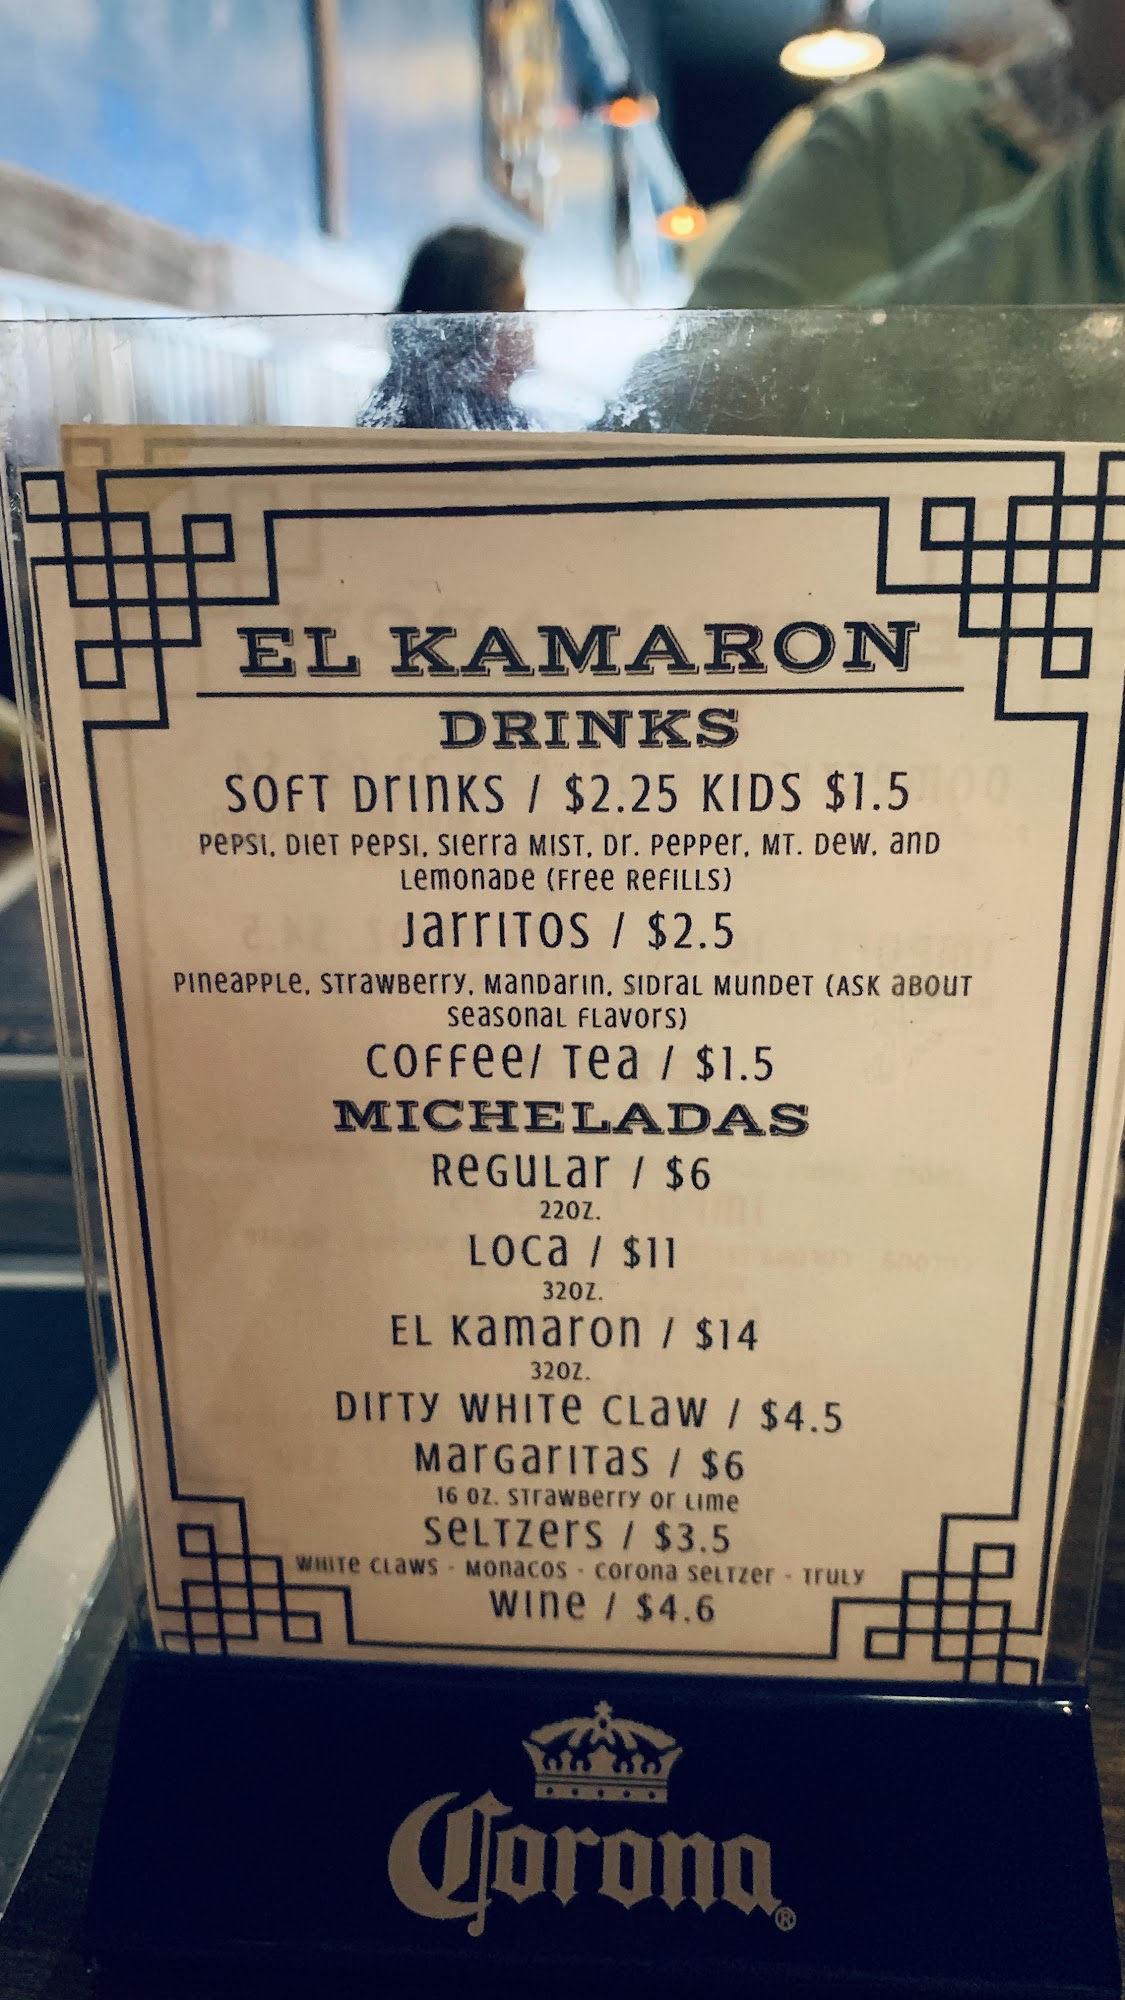 EL KAMARON
DRINKS
SOFT Drinks / $2.25 KIDS $1.5
Pepsi, Diet Pepsi, Sierra Mist, Dr. Pepper, Mt. Dew, and
Lemonade (Free Refills)
Jarritos / $2.5
Pineapple, Strawberry, Mandarin, Sidral Mundet (Ask about
seasonal flavors)
Coffee/ Tea / $1.5
MICHELADAS
Regular / $6
22oz.
Loca / $11
32oz.
El Kamaron / $14
32oz.
Dirty White Claw / $4.5
Margaritas / $6
16 oz. Strawberry or Lime
Seltzers / $3.5
White Claws - Monacos - Corona Seltzer - Truly
Wine / $4.6
Corona®